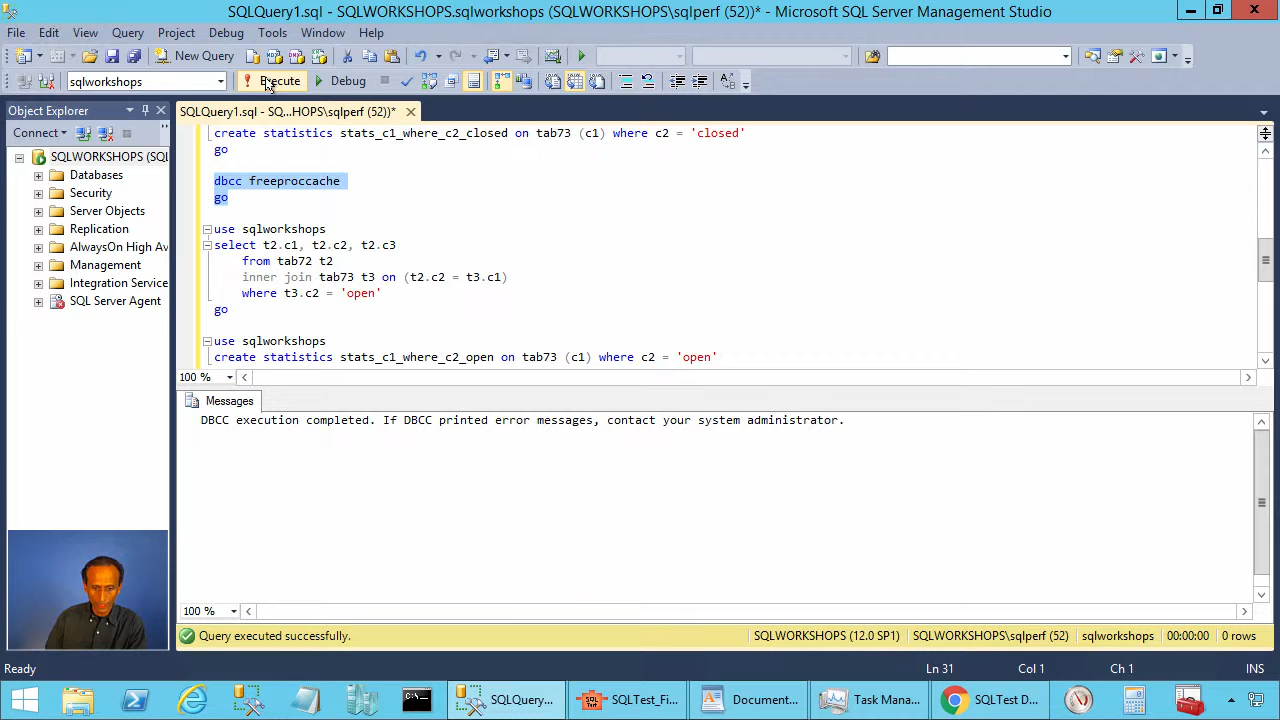 SQLQuery1.sql - SQLWORKSHOPS.sqlworkshops (SQLWORKSHOPS\sqlperf (52))* - Microsoft SQL Server Management Studio
File Edit View Query Project Debug Tools Window Help
New Query
sqlworkshops Execute Debug
Object Explorer
SQLQuery1.sql - SQ...HOPS\sqlperf (52))*
Connect
SQLWORKSHOPS (SQL
Databases
Security
Server Objects
Replication
AlwaysOn High Av
Management
Integration Service
SQL Server Agent
create statistics stats_c1_where_c2_closed on tab73 (c1) where c2 = 'closed'
go
dbcc freeproccache
go
use sqlworkshops
select t2.c1, t2.c2, t2.c3
from tab72 t2
inner join tab73 t3 on (t2.c2 = t3.c1)
where t3.c2 = 'open'
go
use sqlworkshops
create statistics stats_c1_where_c2_open on tab73 (c1) where c2 = 'open'
100 %
Messages
DBCC execution completed. If DBCC printed error messages, contact your system administrator.
100 %
Query executed successfully. SQLWORKSHOPS (12.0 SP1) SQLWORKSHOPS\sqlperf (52) sqlworkshops 00:00:00 0 rows
Ready Ln 31 Col 1 Ch 1 INS
SQLQuery... SQLTest_Fi... Document... Task Mana... SQLTest D...